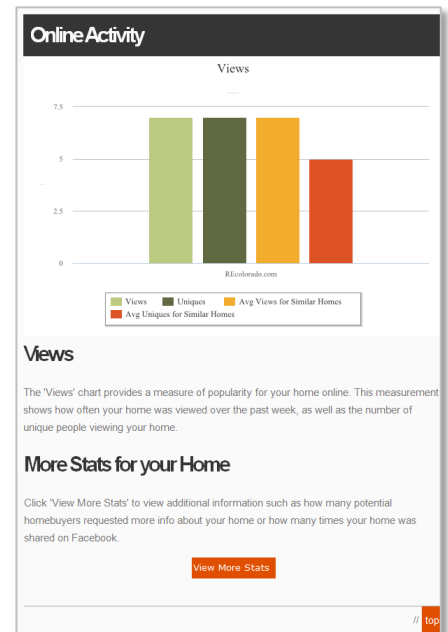 Online Activity
Views
7.5
5
2.5
0
REcolorado.com
Views Uniques Avg Views for Similar Homes
Avg Uniques for Similar Homes
Views
The 'Views' chart provides a measure of popularity for your home online. This measurement
shows how often your home was viewed over the past week, as well as the number of
unique people viewing your home.
More Stats for your Home
Click 'View More Stats' to view additional information such as how many potential
homebuyers requested more info about your home or how many times your home was
shared on Facebook.
View More Stats
// top